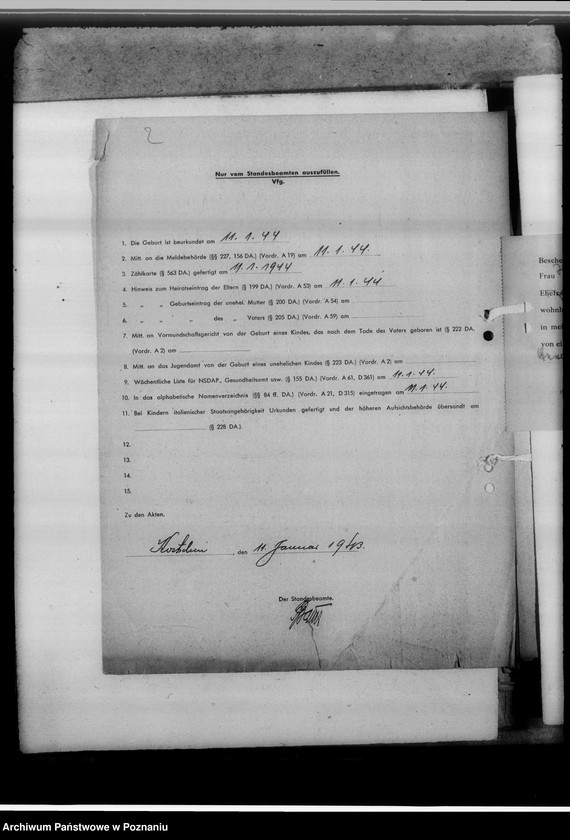 2
Nur vom Standesbeamten auszufüllen.
Vfg.
1. Die Geburt ist beurkundet am 11. 1. 44
2. Mitt. an die Meldebehörde (§§ 227, 156 DA.) (Vordr. A 19) am 11. 1. 44.
3. Zählkarte (§ 563 DA.) gefertigt am 11. 1. 1944
4. Hinweis zum Heiratseintrag der Eltern (§ 199 DA.) (Vordr. A 53) am 11. 1. 44
5. „ „ Geburtseintrag der unehel. Mutter (§ 200 DA.) (Vordr. A 54) am
6. „ „ „ des „ Vaters (§ 205 DA.) (Vordr. A 59) am
7. Mitt. an Vormundschaftsgericht von der Geburt eines Kindes, das nach dem Tode des Vaters geboren ist (§ 222 DA.
(Vordr. A 2) am
8. Mitt. an das Jugendamt von der Geburt eines unehelichen Kindes (§ 223 DA.) (Vordr. A 2) am
9. Wöchentliche Liste für NSDAP., Gesundheitsamt usw. (§ 155 DA.) (Vordr. A 61, D 361) am 11. 1. 44.
10. In das alphabetische Namenverzeichnis (§§ 84 ff. DA.) (Vordr. A 21, D 315) eingetragen am 11. 1. 44.
11. Bei Kindern italienischer Staatsangehörigkeit Urkunden gefertigt und der höheren Aufsichtsbehörde übersandt am
(§ 228 DA.).
12.
13.
14.
15.
Zu den Akten.
, den 11. Januar 19
Der Standesbeamte.
Besche
Frau
wohnh
in me
von e
Archiwum Państwowe w Poznaniu